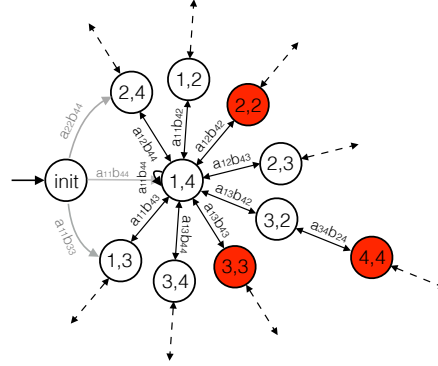 1,2
2,4
2,2
a₂₂b₄₄
a₁₂b₄₄
a₁₁b₄₂
a₁₂b₄₂
a₁₂b₄₃
2,3
init
a₁₁b₄₄
a₁₁b₄₄
1,4
a₁₃b₄₂
3,2
a₁₁b₃₃
a₁₁b₄₃
a₁₃b₄₄
a₁₃b₄₃
a₃₄b₂₄
1,3
3,4
3,3
4,4